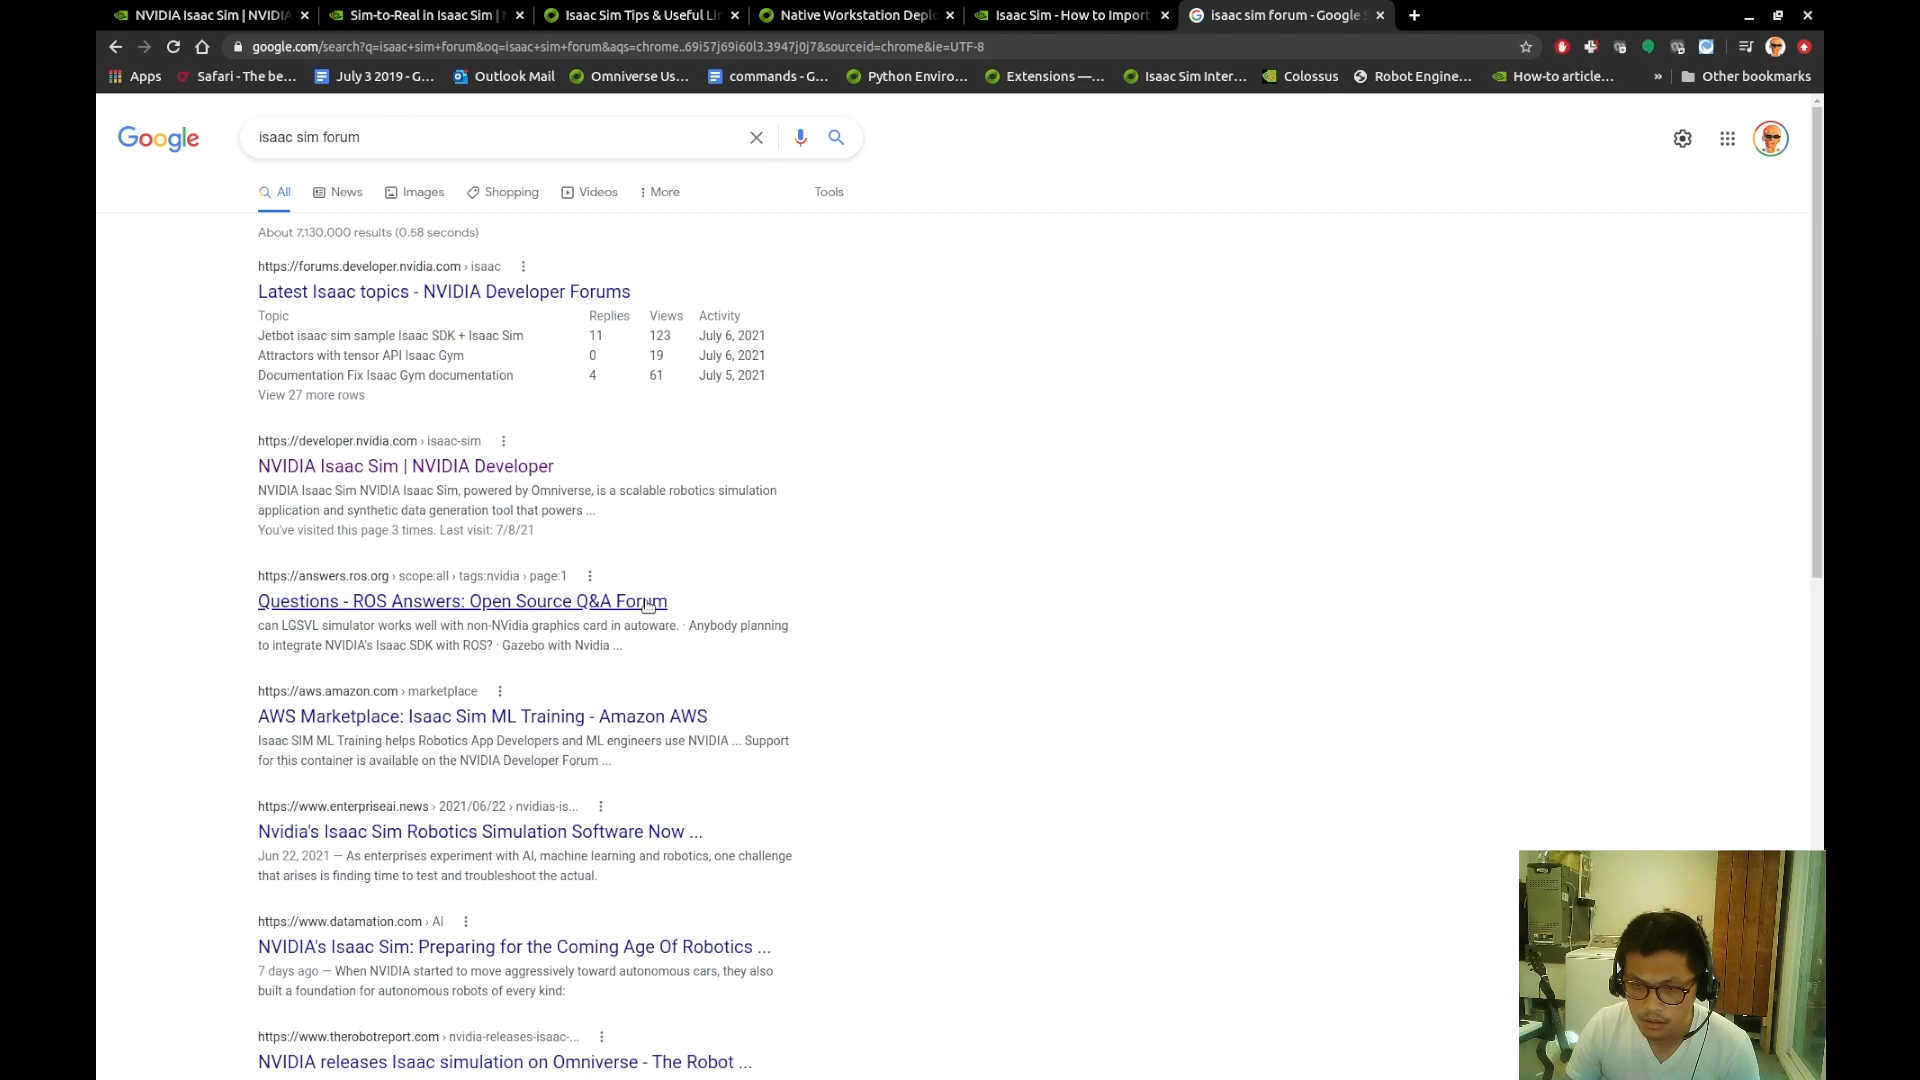 NVIDIA Isaac Sim | NVIDIA
Sim-to-Real in Isaac Sim |
Isaac Sim Tips & Useful Lin
Native Workstation Deplo
Isaac Sim - How to Import
isaac sim forum - Google S
google.com/search?q=isaac+sim+forum&oq=isaac+sim+forum&aqs=chrome..69i57j69i60l3.3947j0j7&sourceid=chrome&ie=UTF-8
Apps
Safari - The be...
July 3 2019 - G...
Outlook Mail
Omniverse Us...
commands - G...
Python Enviro...
Extensions —...
Isaac Sim Inter...
Colossus
Robot Engine...
How-to article...
»
Other bookmarks
Google
isaac sim forum
All
News
Images
Shopping
Videos
More
Tools
About 7,130,000 results (0.58 seconds)
https://forums.developer.nvidia.com › isaac
Latest Isaac topics - NVIDIA Developer Forums
Topic Replies Views Activity
Jetbot isaac sim sample Isaac SDK + Isaac Sim 11 123 July 6, 2021
Attractors with tensor API Isaac Gym 0 19 July 6, 2021
Documentation Fix Isaac Gym documentation 4 61 July 5, 2021
View 27 more rows
https://developer.nvidia.com › isaac-sim
NVIDIA Isaac Sim | NVIDIA Developer
NVIDIA Isaac Sim NVIDIA Isaac Sim, powered by Omniverse, is a scalable robotics simulation
application and synthetic data generation tool that powers ...
You've visited this page 3 times. Last visit: 7/8/21
https://answers.ros.org › scope:all › tags:nvidia › page:1
Questions - ROS Answers: Open Source Q&A Forum
can LGSVL simulator works well with non-NVidia graphics card in autoware. · Anybody planning
to integrate NVIDIA's Isaac SDK with ROS? · Gazebo with Nvidia ...
https://aws.amazon.com › marketplace
AWS Marketplace: Isaac Sim ML Training - Amazon AWS
Isaac SIM ML Training helps Robotics App Developers and ML engineers use NVIDIA ... Support
for this container is available on the NVIDIA Developer Forum ...
https://www.enterpriseai.news › 2021/06/22 › nvidias-is...
Nvidia's Isaac Sim Robotics Simulation Software Now ...
Jun 22, 2021 — As enterprises experiment with AI, machine learning and robotics, one challenge
that arises is finding time to test and troubleshoot the actual.
https://www.datamation.com › AI
NVIDIA's Isaac Sim: Preparing for the Coming Age Of Robotics ...
7 days ago — When NVIDIA started to move aggressively toward autonomous cars, they also
built a foundation for autonomous robots of every kind:
https://www.therobotreport.com › nvidia-releases-isaac-...
NVIDIA releases Isaac simulation on Omniverse - The Robot ...